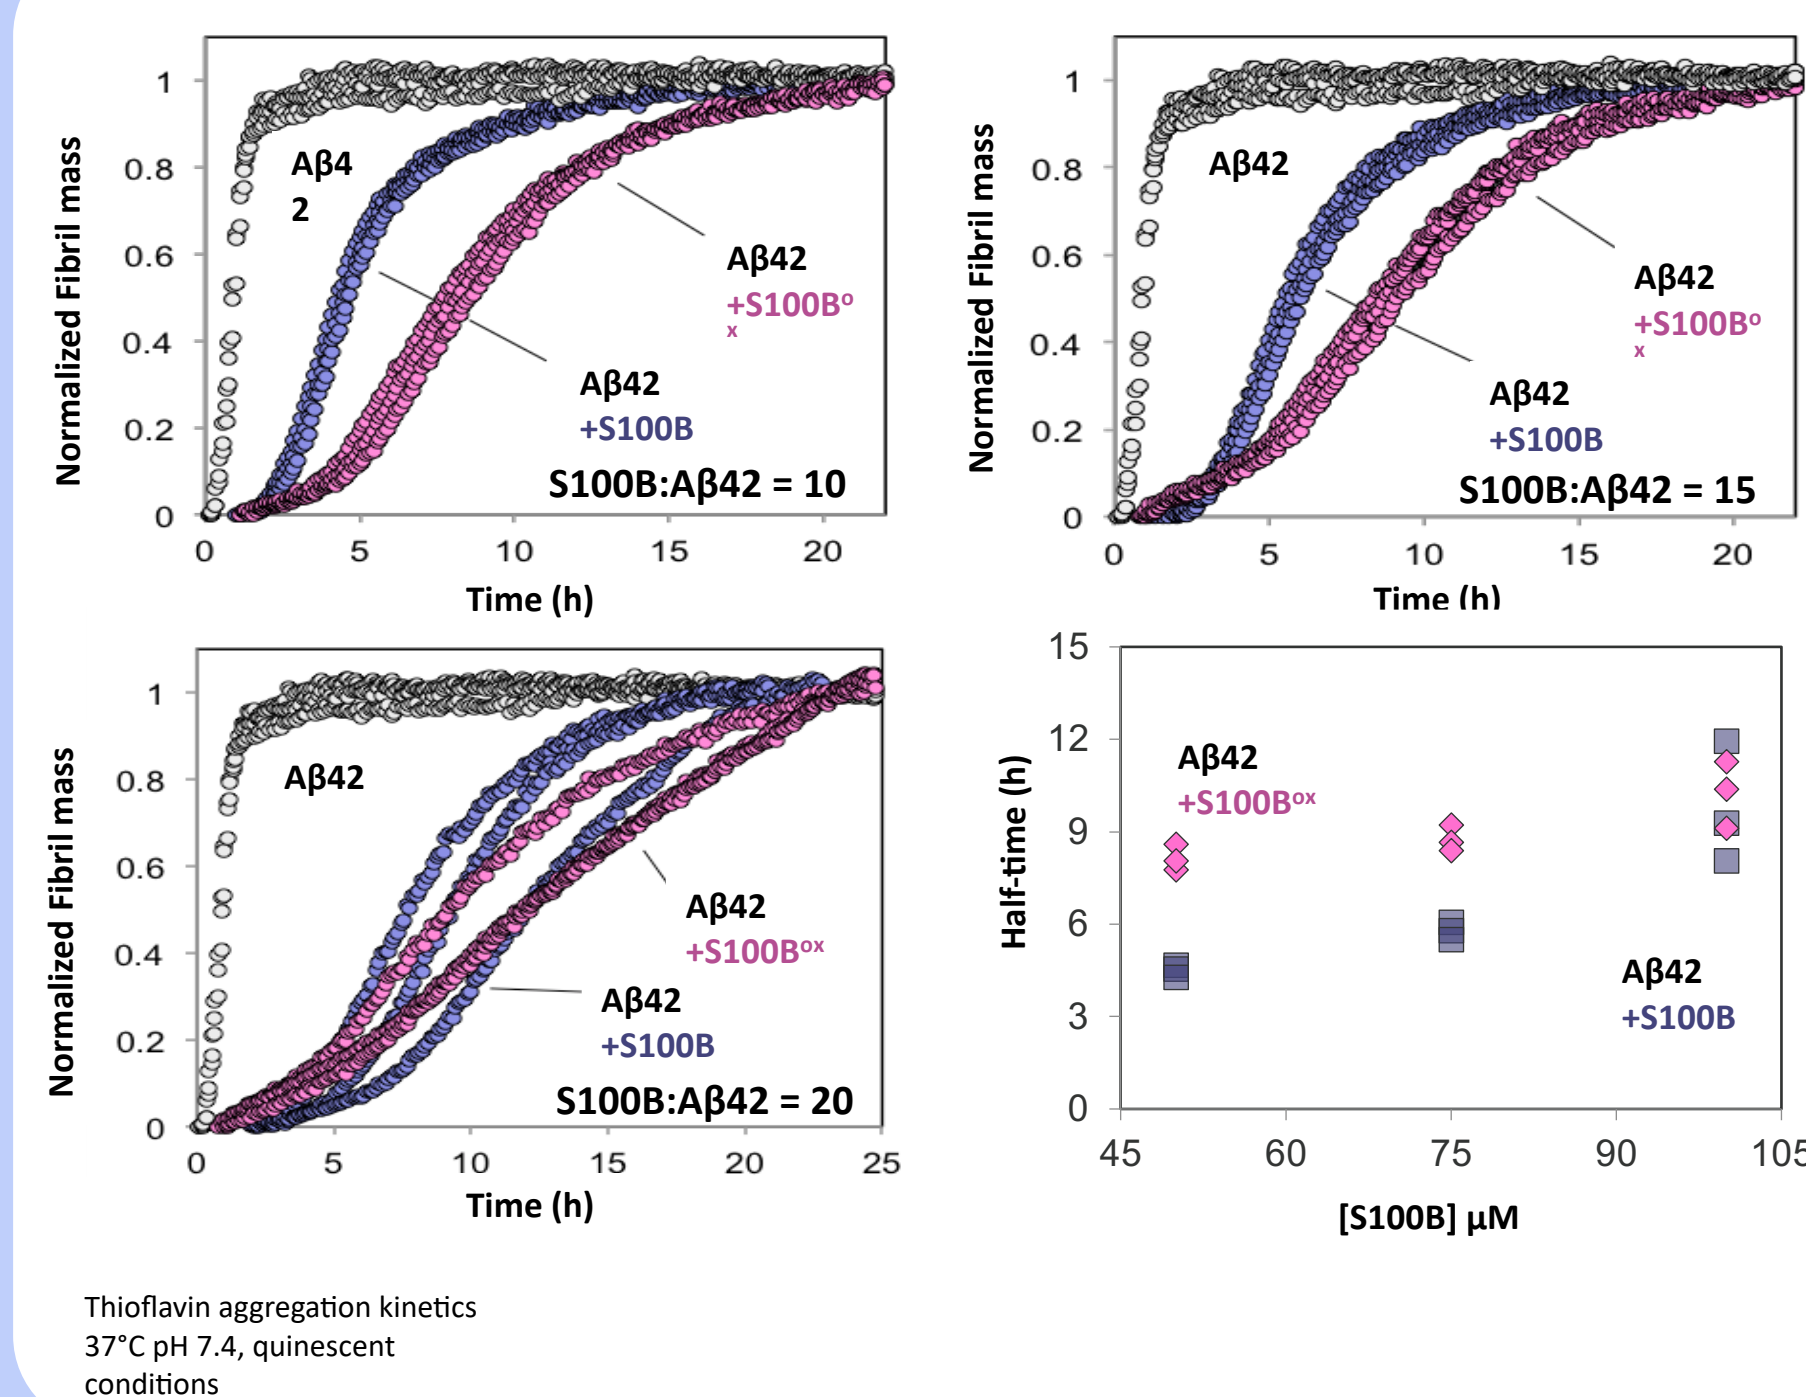 Normalized Fibril mass
1
0.8
0.6
0.4
0.2
0
Aβ4
2
Aβ42
+S100Bᵒ
ˣ
Aβ42
+S100B
S100B:Aβ42 = 10
0 5 10 15 20
Time (h)
Normalized Fibril mass
1
0.8
0.6
0.4
0.2
0
Aβ42
Aβ42
+S100Bᵒ
ˣ
Aβ42
+S100B
S100B:Aβ42 = 15
0 5 10 15 20
Time (h)
Normalized Fibril mass
1
0.8
0.6
0.4
0.2
0
Aβ42
Aβ42
+S100Bᵒˣ
Aβ42
+S100B
S100B:Aβ42 = 20
0 5 10 15 20 25
Time (h)
Half-time (h)
15
12
9
6
3
0
Aβ42
+S100Bᵒˣ
Aβ42
+S100B
45 60 75 90 105
[S100B] µM
Thioflavin aggregation kinetics
37°C pH 7.4, quinescent
conditions